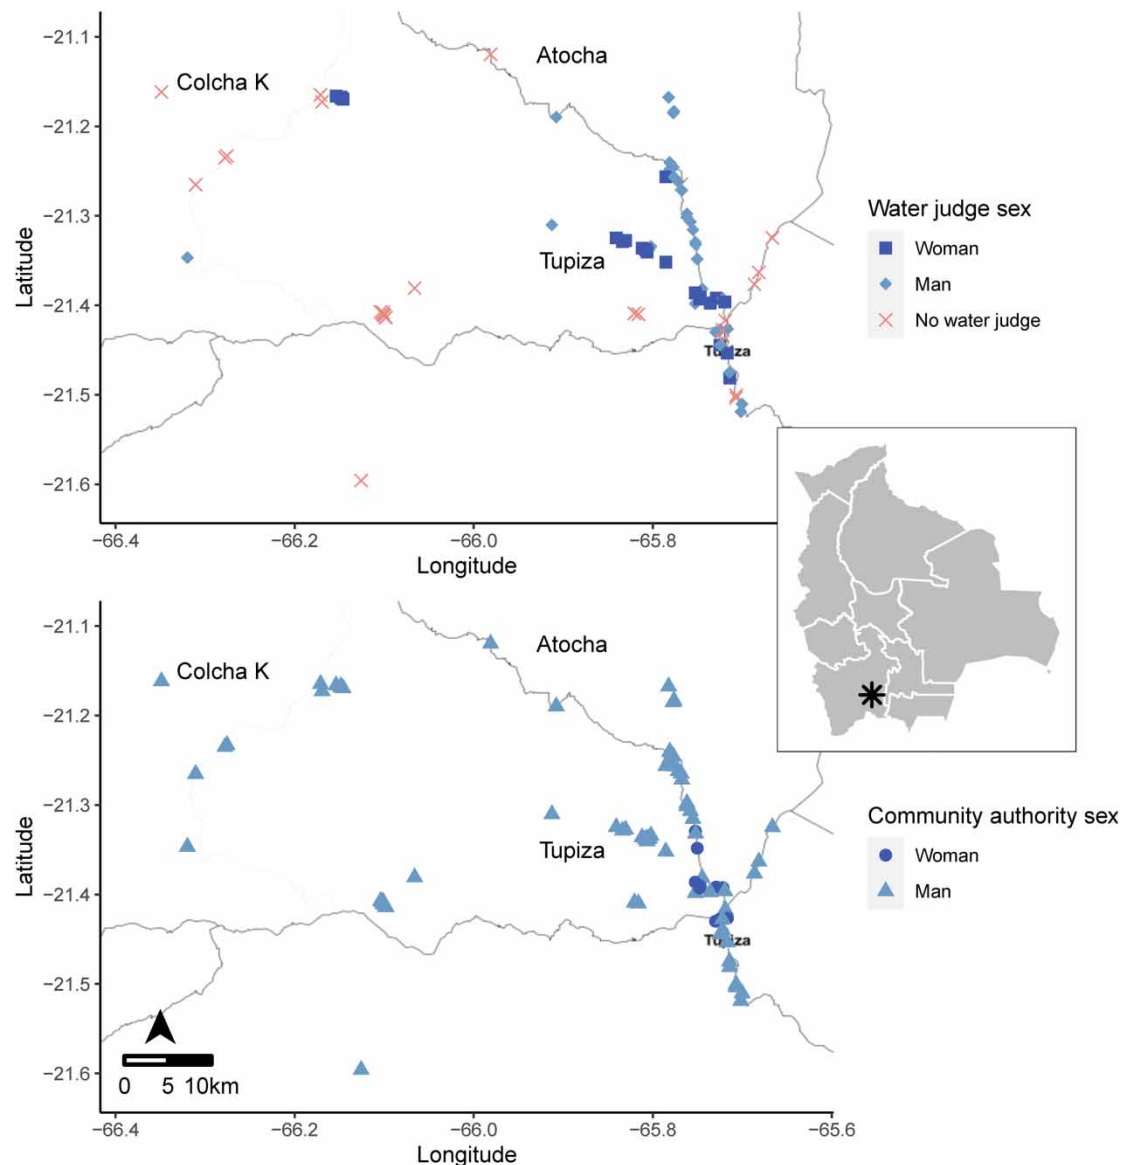 −21.1
Atocha
Colcha K
−21.2
Water judge sex
−21.3
Woman
Latitude
Tupiza
Man
−21.4
No water judge
Tupiza
−21.5
−21.6
−66.4 −66.2 −66.0 −65.8
Longitude
−21.1
Atocha
Colcha K
−21.2
−21.3
Community authority sex
Latitude
Tupiza
Woman
−21.4
Man
Tupiza
−21.5
−21.6
0 5 10km
−66.4 −66.2 −66.0 −65.8 −65.6
Longitude